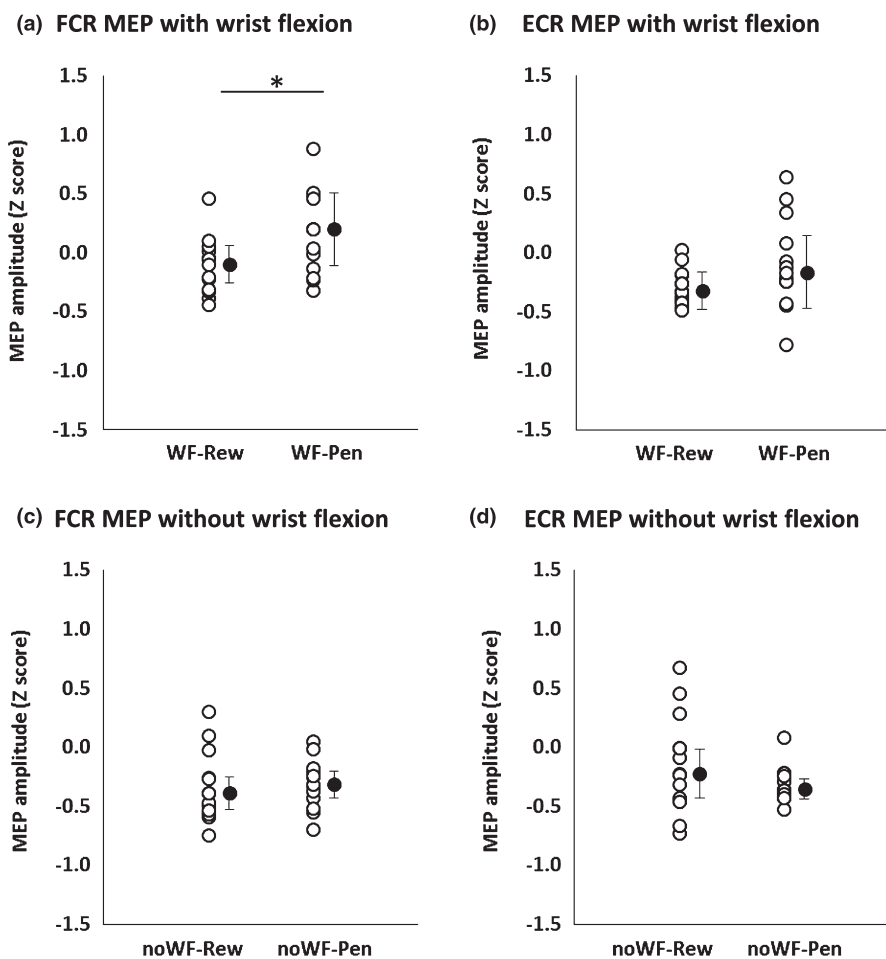 (a) FCR MEP with wrist flexion
*
MEP amplitude (Z score)
1.5
1.0
0.5
0.0
-0.5
-1.0
-1.5
WF-Rew WF-Pen
(b) ECR MEP with wrist flexion
MEP amplitude (Z score)
1.5
1.0
0.5
0.0
-0.5
-1.0
-1.5
WF-Rew WF-Pen
(c) FCR MEP without wrist flexion
MEP amplitude (Z score)
1.5
1.0
0.5
0.0
-0.5
-1.0
-1.5
noWF-Rew noWF-Pen
(d) ECR MEP without wrist flexion
MEP amplitude (Z score)
1.5
1.0
0.5
0.0
-0.5
-1.0
-1.5
noWF-Rew noWF-Pen